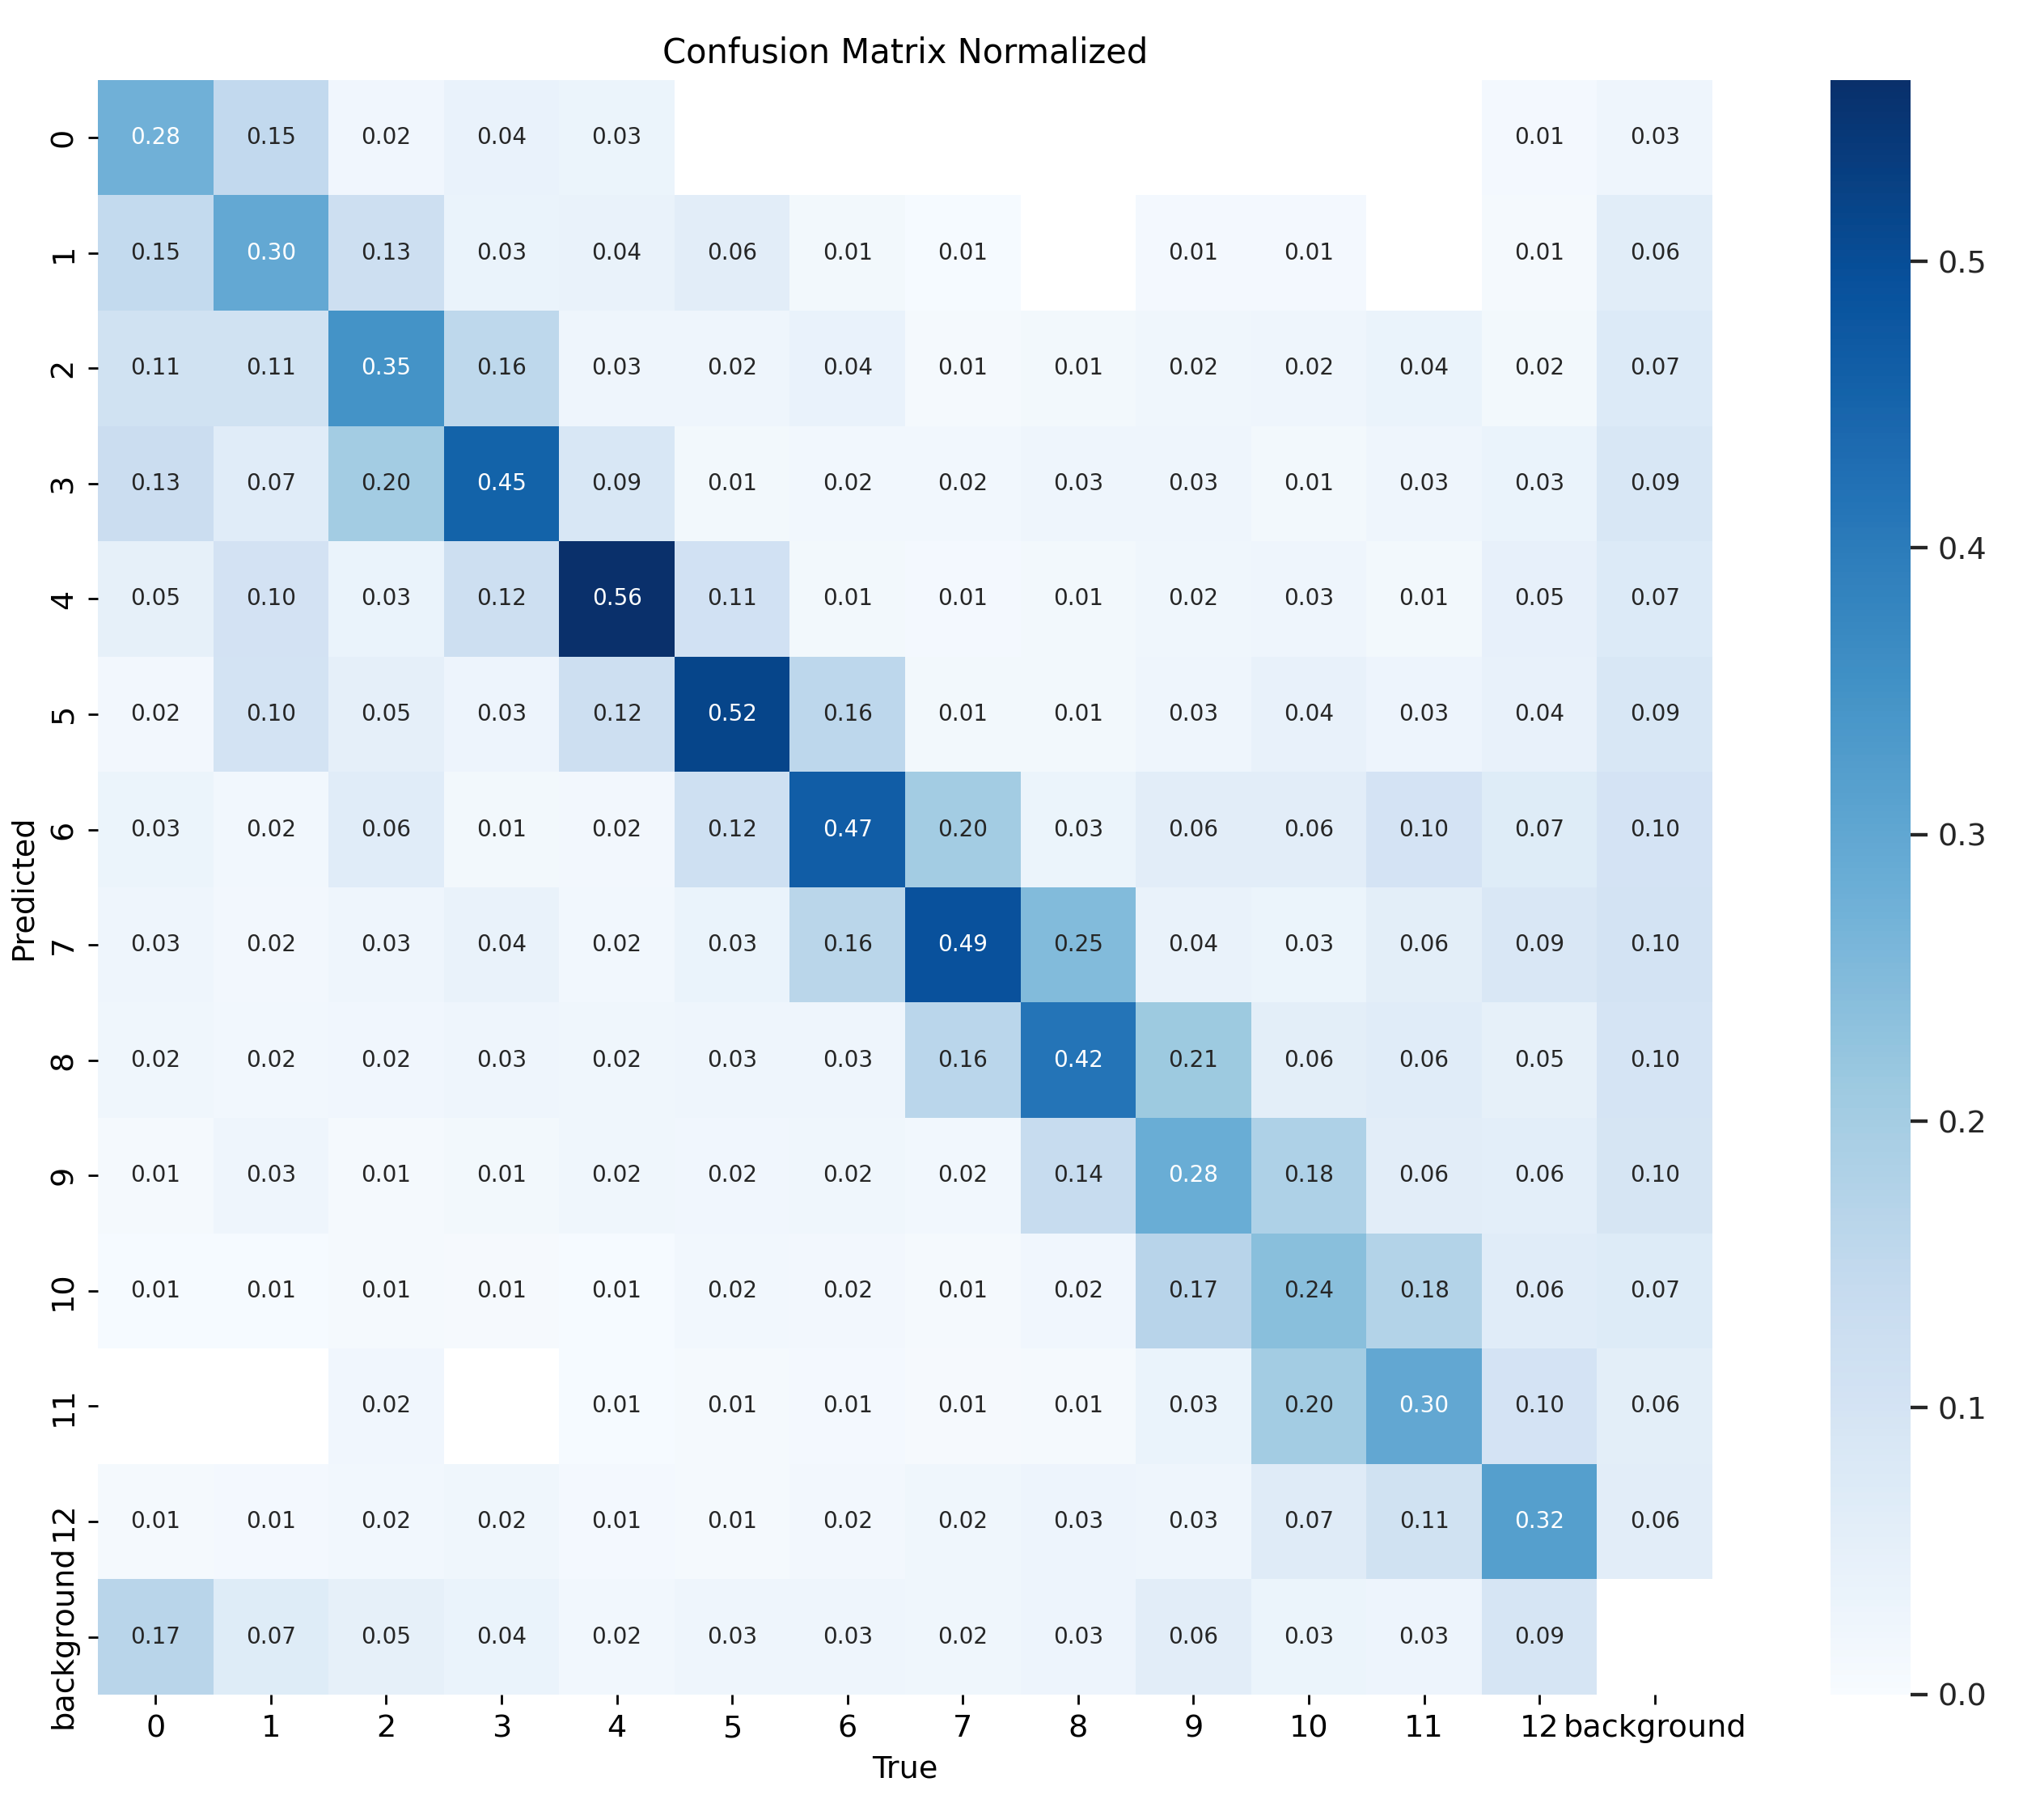 Confusion Matrix Normalized
0 0.28 0.15 0.02 0.04 0.03 0.01 0.03
1 0.15 0.30 0.13 0.03 0.04 0.06 0.01 0.01 0.01 0.01 0.01 0.06
2 0.11 0.11 0.35 0.16 0.03 0.02 0.04 0.01 0.01 0.02 0.02 0.04 0.02 0.07
3 0.13 0.07 0.20 0.45 0.09 0.01 0.02 0.02 0.03 0.03 0.01 0.03 0.03 0.09
4 0.05 0.10 0.03 0.12 0.56 0.11 0.01 0.01 0.01 0.02 0.03 0.01 0.05 0.07
5 0.02 0.10 0.05 0.03 0.12 0.52 0.16 0.01 0.01 0.03 0.04 0.03 0.04 0.09
6 0.03 0.02 0.06 0.01 0.02 0.12 0.47 0.20 0.03 0.06 0.06 0.10 0.07 0.10
7 0.03 0.02 0.03 0.04 0.02 0.03 0.16 0.49 0.25 0.04 0.03 0.06 0.09 0.10
8 0.02 0.02 0.02 0.03 0.02 0.03 0.03 0.16 0.42 0.21 0.06 0.06 0.05 0.10
9 0.01 0.03 0.01 0.01 0.02 0.02 0.02 0.02 0.14 0.28 0.18 0.06 0.06 0.10
10 0.01 0.01 0.01 0.01 0.01 0.02 0.02 0.01 0.02 0.17 0.24 0.18 0.06 0.07
11 0.02 0.01 0.01 0.01 0.01 0.01 0.03 0.20 0.30 0.10 0.06
12 0.01 0.01 0.02 0.02 0.01 0.01 0.02 0.02 0.03 0.03 0.07 0.11 0.32 0.06
background 0.17 0.07 0.05 0.04 0.02 0.03 0.03 0.02 0.03 0.06 0.03 0.03 0.09
0 1 2 3 4 5 6 7 8 9 10 11 12 background
True
Predicted
0.5
0.4
0.3
0.2
0.1
0.0